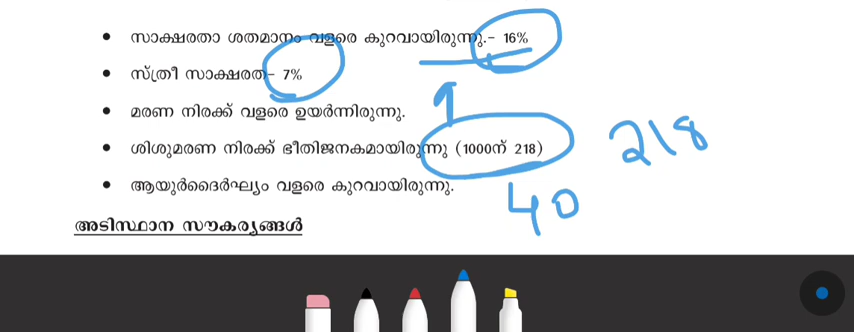 സാക്ഷരതാ ശതമാനം വളരെ കുറവായിരുന്നു.– 16%
സ്ത്രീ സാക്ഷരത– 7%
മരണ നിരക്ക് വളരെ ഉയർന്നിരുന്നു.
ശിശുമരണ നിരക്ക് ഭീതിജനകമായിരുന്നു (1000ന് 218) 218
ആയുർദൈർഘ്യം വളരെ കുറവായിരുന്നു. 40
അടിസ്ഥാന സൗകര്യങ്ങൾ